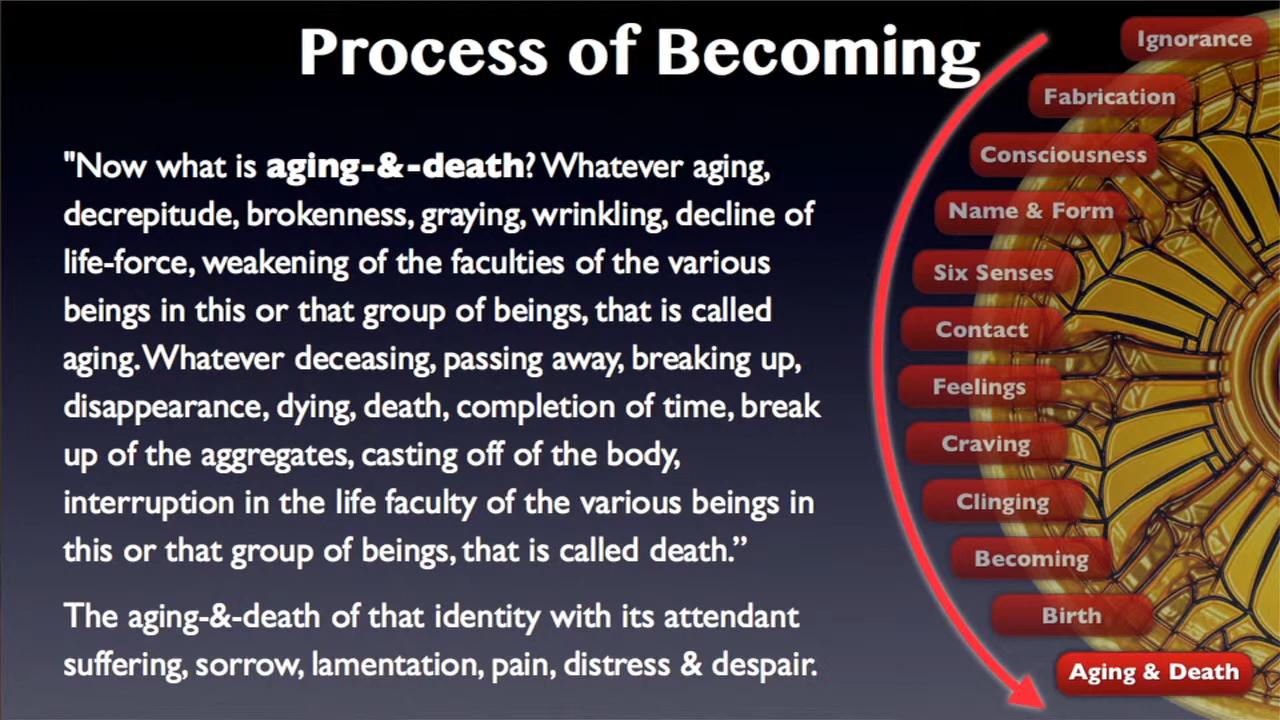 Process of Becoming
"Now what is aging-&-death? Whatever aging,
decrepitude, brokenness, graying, wrinkling, decline of
life-force, weakening of the faculties of the various
beings in this or that group of beings, that is called
aging. Whatever deceasing, passing away, breaking up,
disappearance, dying, death, completion of time, break
up of the aggregates, casting off of the body,
interruption in the life faculty of the various beings in
this or that group of beings, that is called death.”
The aging-&-death of that identity with its attendant
suffering, sorrow, lamentation, pain, distress & despair.
Ignorance
Fabrication
Consciousness
Name & Form
Six Senses
Contact
Feelings
Craving
Clinging
Becoming
Birth
Aging & Death